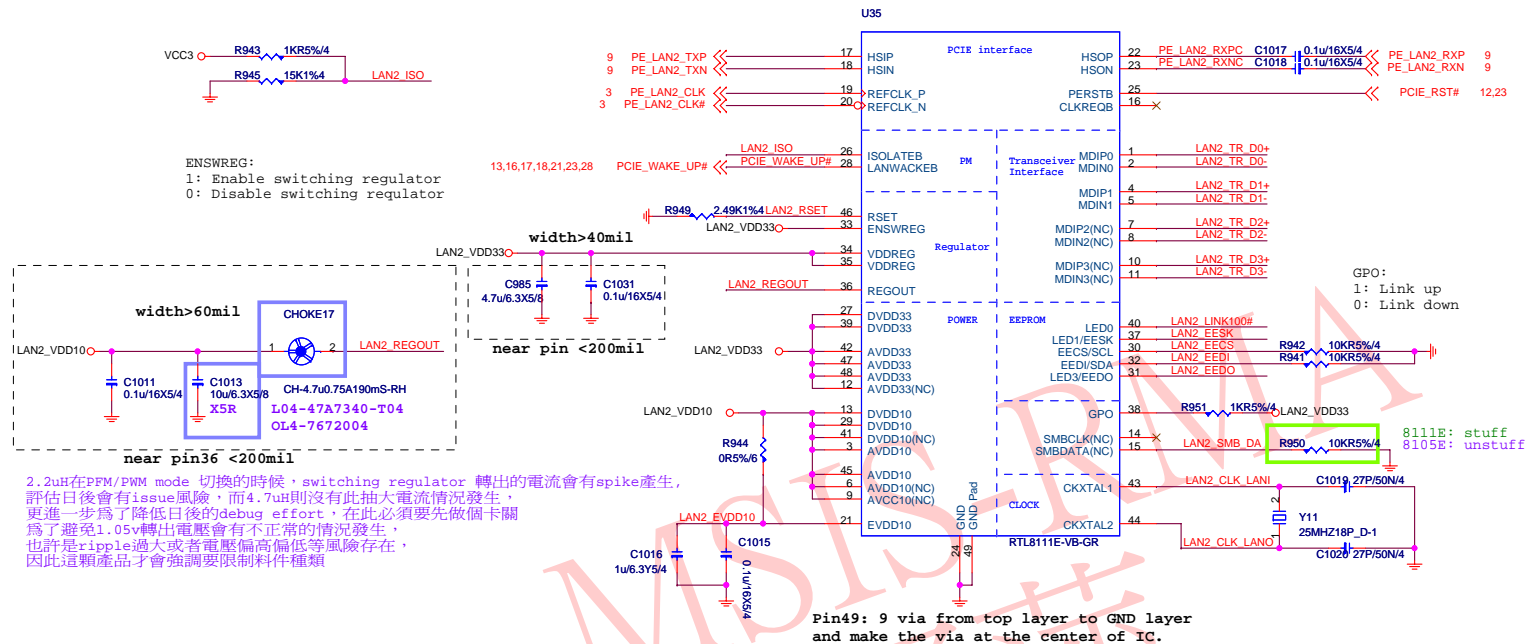 U35
VCC3
R943 1KR5%/4
R945 15K1%4
LAN2_ISO
ENSWREG:
1: Enable switching regulator
0: Disable switching requlator
9 PE_LAN2_TXP
9 PE_LAN2_TXN
3 PE_LAN2_CLK
3 PE_LAN2_CLK#
17 HSIP
18 HSIN
19 REFCLK_P
20 REFCLK_N
PCIE interface
HSOP 22 PE_LAN2_RXPC C1017 0.1u/16X5/4 PE_LAN2_RXP 9
HSON 23 PE_LAN2_RXNC C1018 0.1u/16X5/4 PE_LAN2_RXN 9
PERSTB 25 PCIE_RST# 12,23
CLKREQB 16
LAN2_ISO 26 ISOLATEB
13,16,17,18,21,23,28 PCIE_WAKE_UP# PCIE_WAKE_UP# 28 LANWACKEB
PM
Transceiver
Interface
MDIP0 1 LAN2_TR_D0+
MDIN0 2 LAN2_TR_D0-
MDIP1 4 LAN2_TR_D1+
MDIN1 5 LAN2_TR_D1-
MDIP2(NC) 7 LAN2_TR_D2+
MDIN2(NC) 8 LAN2_TR_D2-
MDIP3(NC) 10 LAN2_TR_D3+
MDIN3(NC) 11 LAN2_TR_D3-
R949 2.49K1%4 LAN2_RSET 46 RSET
LAN2_VDD33 33 ENSWREG
width>40mil
LAN2_VDD33
34 VDDREG
35 VDDREG
Regulator
C985
4.7u/6.3X5/8
C1031
0.1u/16X5/4
near pin <200mil
LAN2_REGOUT 36 REGOUT
width>60mil
CHOKE17
LAN2_VDD10 1 2 LAN2_REGOUT
C1011
0.1u/16X5/4
C1013
10u/6.3X5/8
X5R
CH-4.7u0.75A190mS-RH
L04-47A7340-T04
OL4-7672004
near pin36 <200mil
POWER
27 DVDD33
39 DVDD33
LAN2_VDD33
42 AVDD33
47 AVDD33
48 AVDD33
12 AVDD33(NC)
LAN2_VDD10
13 DVDD10
29 DVDD10
41 DVDD10(NC)
3 AVDD10
R944
0R5%/6
45 AVDD10
6 AVDD10(NC)
9 AVCC10(NC)
LAN2_EVDD10 21 EVDD10
C1016
1u/6.3Y5/4
C1015
0.1u/16X5/4
GPO:
1: Link up
0: Link down
EEPROM
LED0 40 LAN2_LINK100#
LED1/EESK 37 LAN2_EESK
EECS/SCL 30 LAN2_EECS R942 10KR5%/4
EEDI/SDA 32 LAN2_EEDI R941 10KR5%/4
LED3/EEDO 31 LAN2_EEDO
GPO 38 R951 1KR5%/4 LAN2_VDD33
SMBCLK(NC) 14
SMBDATA(NC) 15 LAN2_SMB_DA R950 10KR5%/4
8111E: stuff
8105E: unstuff
CLOCK
CKXTAL1 43 LAN2_CLK_LANI C1019 27P/50N/4
Y11
25MHZ18P_D-1
1 2
CKXTAL2 44 LAN2_CLK_LANO C1020 27P/50N/4
GND 24
GND Pad 49
RTL8111E-VB-GR
2.2uH在PFM/PWM mode 切換的時候，switching regulator 轉出的電流會有spike產生，
評估日後會有issue風險，而4.7uH則沒有此抽大電流情況發生，
更進一步為了降低日後的debug effort，在此必須要先做個卡關
為了避免1.05v轉出電壓會有不正常的情況發生，
也許是ripple過大或者電壓偏高偏低等風險存在，
因此這顆產品才會強調要限制料件種類
Pin49: 9 via from top layer to GND layer
and make the via at the center of IC.
MSIS-RMA